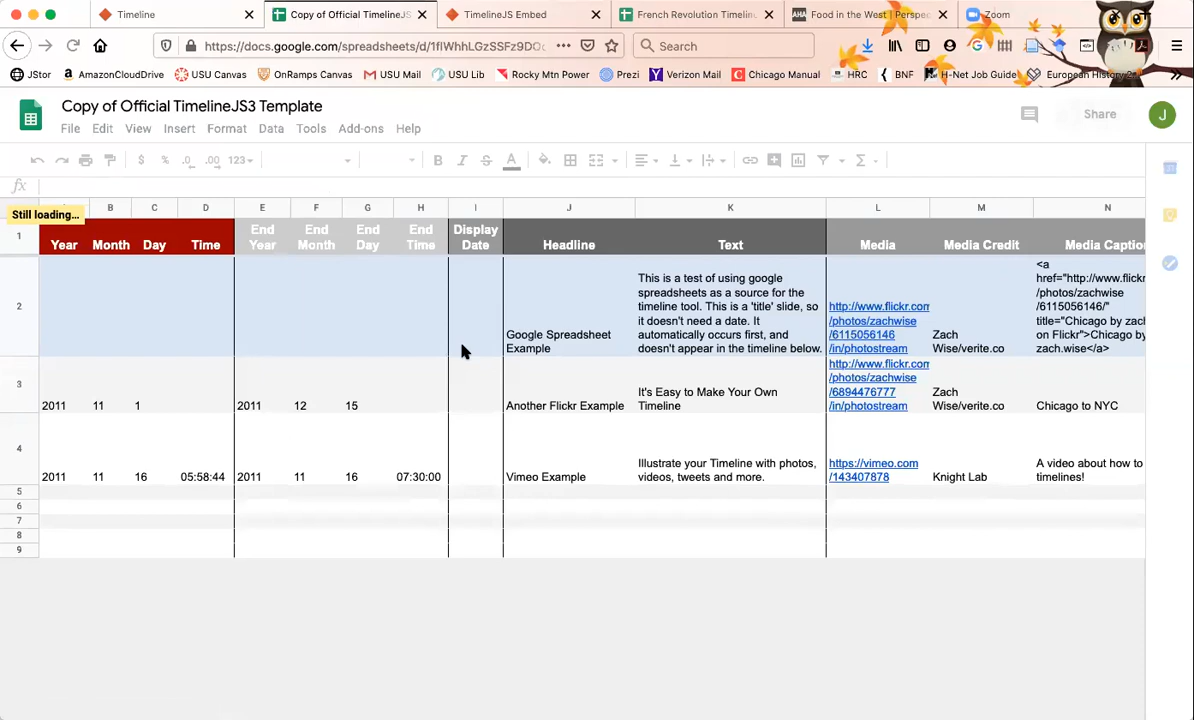 Timeline
Copy of Official TimelineJS
TimelineJS Embed
French Revolution Timeline
Food in the West | Perspec
Zoom
https://docs.google.com/spreadsheets/d/1flWhhLGzSSFz9D
Search
JStor
AmazonCloudDrive
USU Canvas
OnRamps Canvas
USU Mail
USU Lib
Rocky Mtn Power
Prezi
Verizon Mail
Chicago Manual
HRC
BNF
H-Net Job Guide
European History
Copy of Official TimelineJS3 Template
File Edit View Insert Format Data Tools Add-ons Help
Share
J
$ % .0 .00 123
B I S A
fx
Still loading...
B C D E F G H I J K L M N
1
Year Month Day Time
End Year
End Month
End Day
End Time
Display Date
Headline
Text
Media
Media Credit
Media Captio
2
Google Spreadsheet
Example
This is a test of using google
spreadsheets as a source for the
timeline tool. This is a 'title' slide, so
it doesn't need a date. It
automatically occurs first, and
doesn't appear in the timeline below.
http://www.flickr.com
/photos/zachwise
/6115056146
/in/photostream
Zach
Wise/verite.co
<a
href="http://www.flickr
/photos/zachwise
/6115056146/"
title="Chicago by zach
on Flickr">Chicago by
zach.wise</a>
3
2011 11 1 2011 12 15
Another Flickr Example
It's Easy to Make Your Own
Timeline
http://www.flickr.com
/photos/zachwise
/6894476777
/in/photostream
Zach
Wise/verite.co
Chicago to NYC
4
2011 11 16 05:58:44 2011 11 16 07:30:00
Vimeo Example
Illustrate your Timeline with photos,
videos, tweets and more.
https://vimeo.com
/143407878
Knight Lab
A video about how to
timelines!
5
6
7
8
9